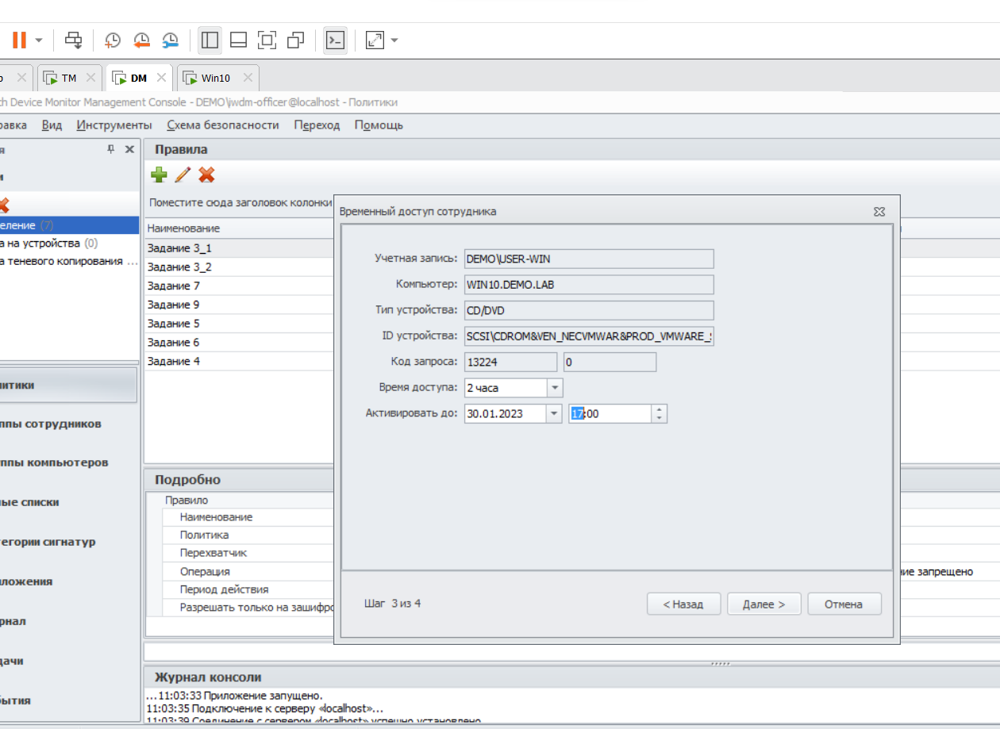 TM
DM
Win10
ch Device Monitor Management Console - DEMO\iwdm-officer@localhost - Политики
равка Вид Инструменты Схема безопасности Переход Помощь
Правила
Поместите сюда заголовок колонки
еление (7)
а на устройства (0)
а теневого копирования ...
Наименование
Задание 3_1
Задание 3_2
Задание 7
Задание 9
Задание 5
Задание 6
Задание 4
Временный доступ сотрудника
Учетная запись: DEMO\USER-WIN
Компьютер: WIN10.DEMO.LAB
Тип устройства: CD/DVD
ID устройства: SCSI\CDROM&VEN_NECVMWAR&PROD_VMWARE_S
Код запроса: 13224 0
Время доступа: 2 часа
Активировать до: 30.01.2023 17:00
Шаг 3 из 4
< Назад
Далее >
Отмена
литики
ппы сотрудников
ппы компьютеров
лые списки
тегории сигнатур
иложения
рнал
дачи
бытия
Подробно
Правило
Наименование
Политика
Перехватчик
Операция
ние запрещено
Период действия
Разрешать только на зашифро
Журнал консоли
...11:03:33 Приложение запущено.
11:03:35 Подключение к серверу «localhost»...
11:03:39 Соединение с сервером «localhost» успешно установлено